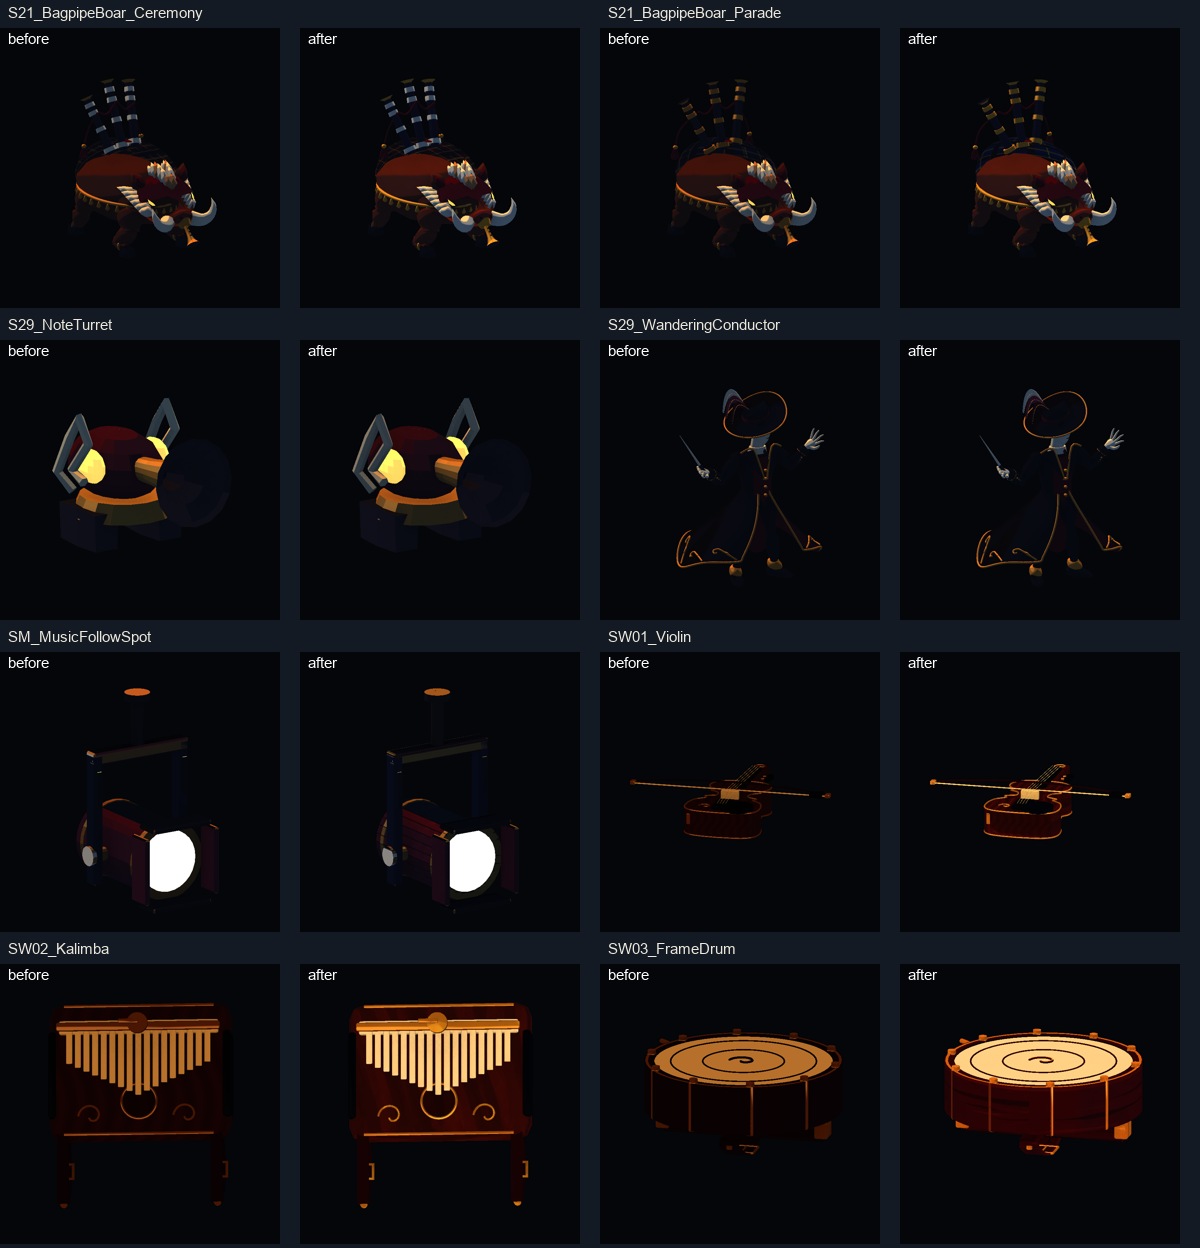 S21_BagpipeBoar_Ceremony
S21_BagpipeBoar_Parade
before
after
before
after
S29_NoteTurret
S29_WanderingConductor
before
after
before
after
SM_MusicFollowSpot
SW01_Violin
before
after
before
after
SW02_Kalimba
SW03_FrameDrum
before
after
before
after